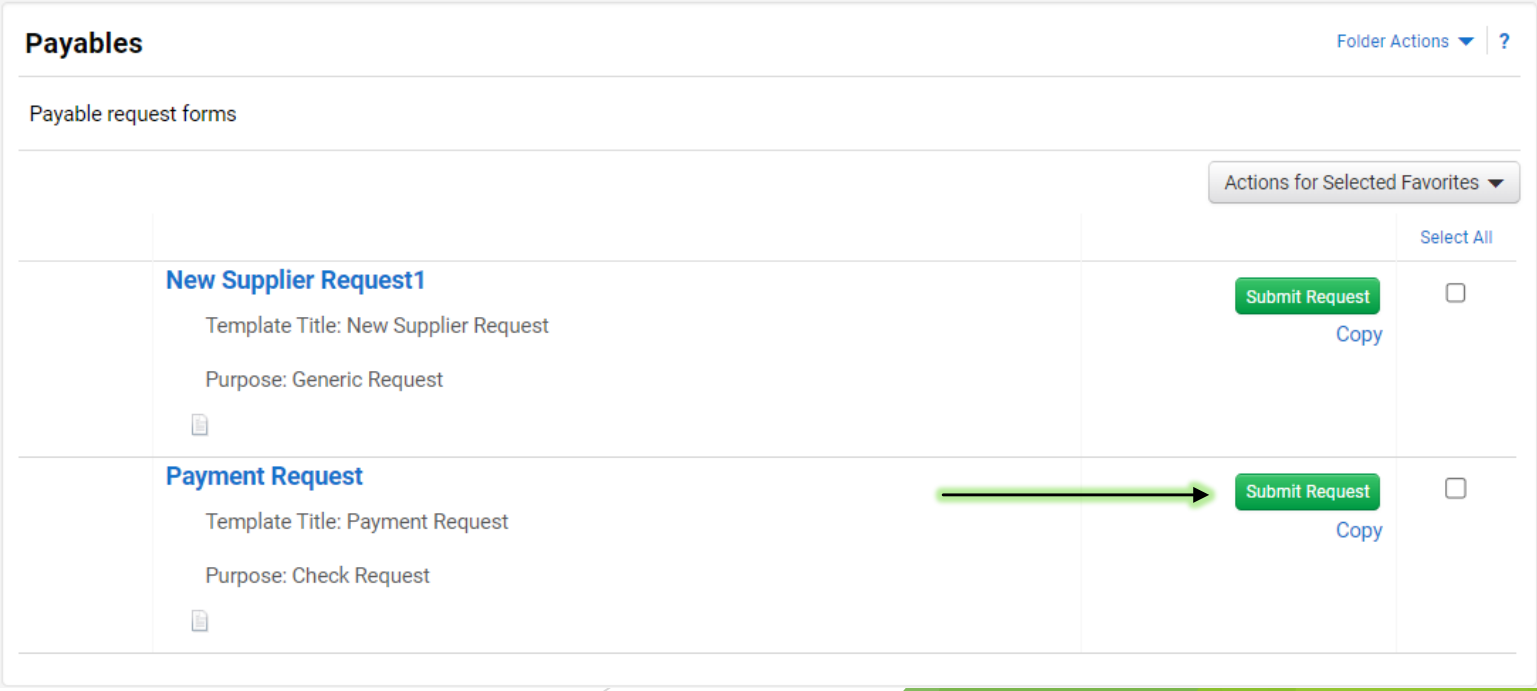 Payables
Folder Actions
?
Payable request forms
Actions for Selected Favorites
Select All
New Supplier Request1
Submit Request
Template Title: New Supplier Request
Copy
Purpose: Generic Request
Payment Request
Submit Request
Template Title: Payment Request
Copy
Purpose: Check Request